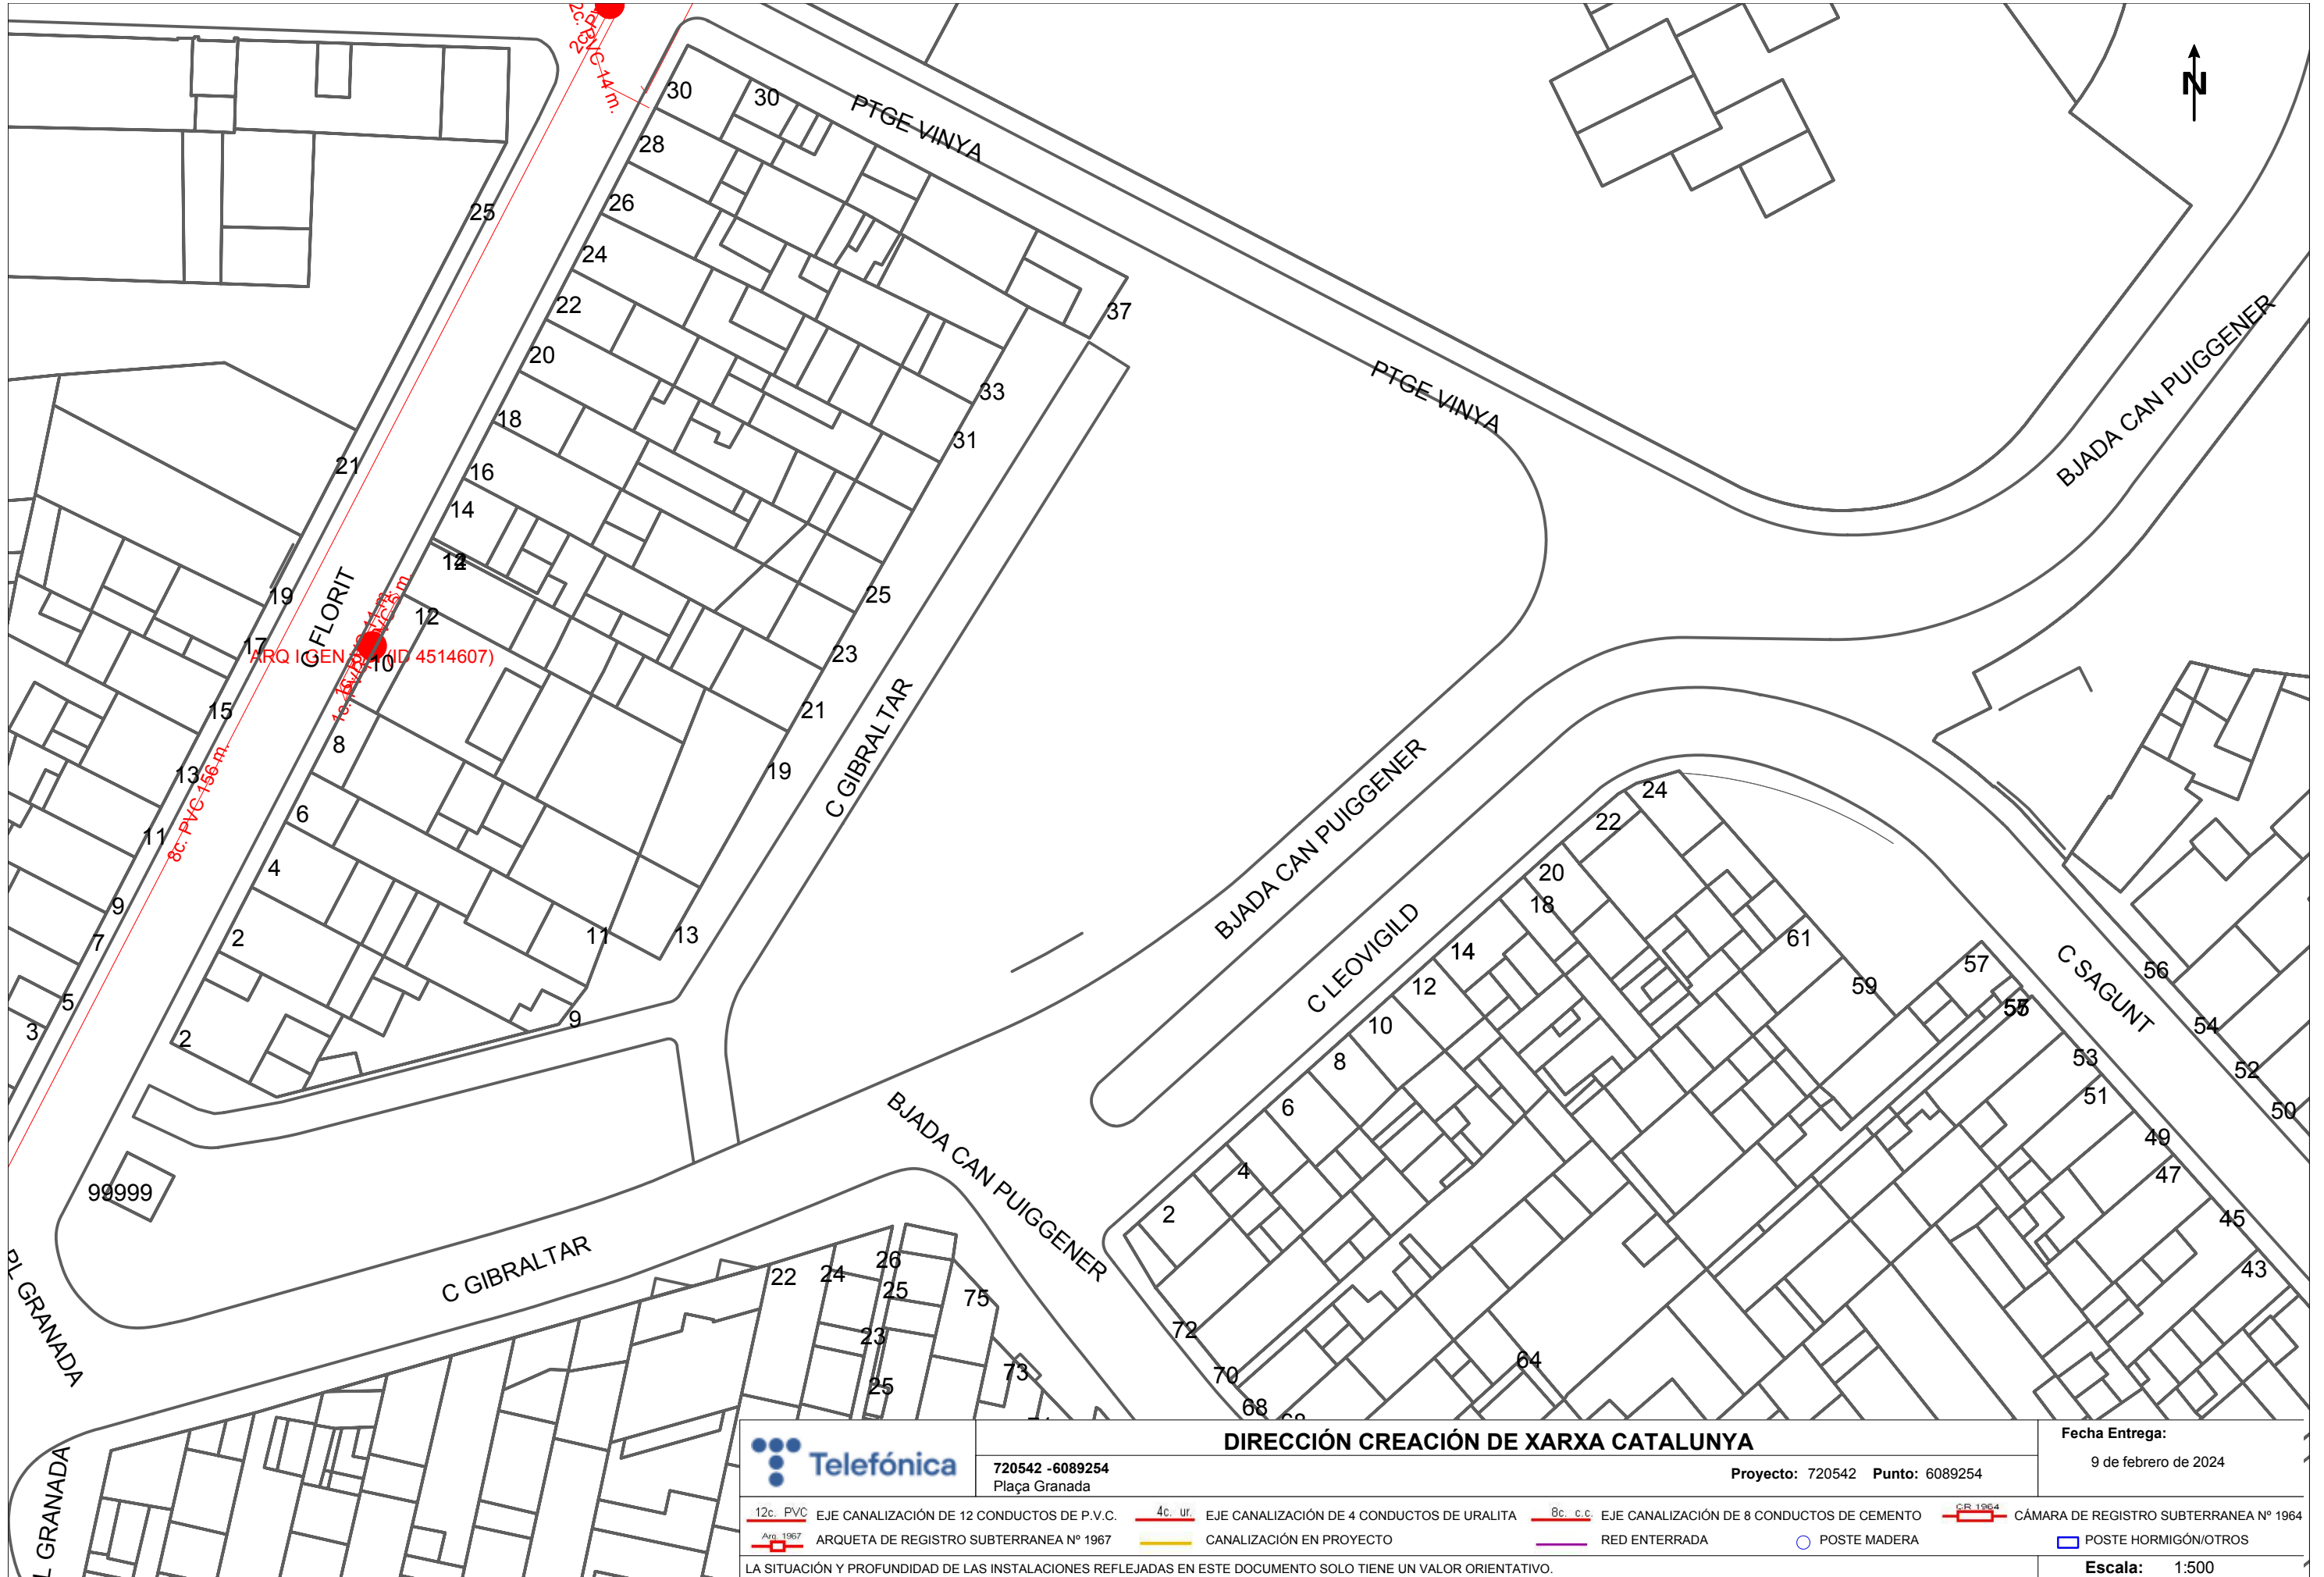 2c. PVC 14 m.
N
30
30
PTGE VINYA
28
26
25
24
22
37
20
33
PTGE VINYA
BJADA CAN PUIGGENER
18
31
21
16
14
12
19
C FLORIT
25
12
17
ARQ I GEN
(ID 4514607)
10
23
15
21
C GIBRALTAR
8
13
8c. PVC 156 m.
19
6
11
4
BJADA CAN PUIGGENER
24
22
20
18
9
7
2
11
13
C LEOVIGILD
14
61
57
59
C SAGUNT
56
12
5
3
2
9
10
55
54
8
53
52
6
51
50
BJADA CAN PUIGGENER
49
4
47
99999
2
45
C GIBRALTAR
26
22
24
25
75
43
PL GRANADA
23
72
73
25
70
64
68
L GRANADA
Telefónica
DIRECCIÓN CREACIÓN DE XARXA CATALUNYA
Fecha Entrega:
9 de febrero de 2024
720542 -6089254
Plaça Granada
Proyecto: 720542 Punto: 6089254
12c. PVC EJE CANALIZACIÓN DE 12 CONDUCTOS DE P.V.C.
4c. ur. EJE CANALIZACIÓN DE 4 CONDUCTOS DE URALITA
8c. c.c. EJE CANALIZACIÓN DE 8 CONDUCTOS DE CEMENTO
CR 1964 CÁMARA DE REGISTRO SUBTERRANEA Nº 1964
Arq. 1967 ARQUETA DE REGISTRO SUBTERRANEA Nº 1967
CANALIZACIÓN EN PROYECTO
RED ENTERRADA
POSTE MADERA
POSTE HORMIGÓN/OTROS
LA SITUACIÓN Y PROFUNDIDAD DE LAS INSTALACIONES REFLEJADAS EN ESTE DOCUMENTO SOLO TIENE UN VALOR ORIENTATIVO.
Escala: 1:500